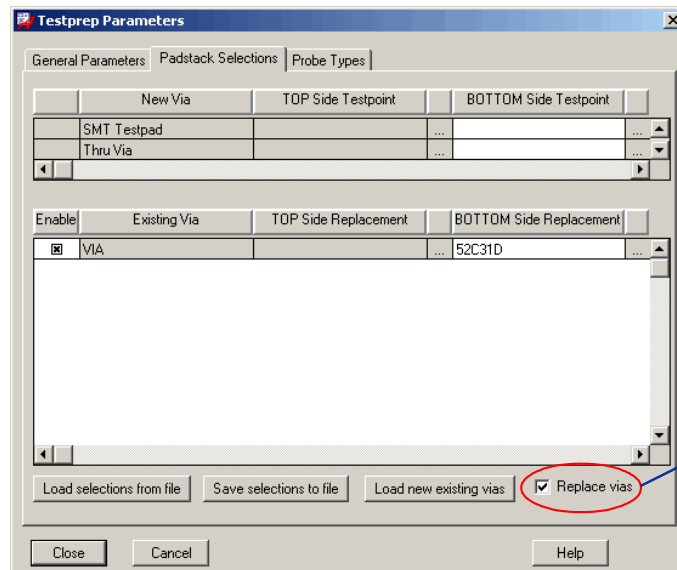 Testprep Parameters
General Parameters Padstack Selections Probe Types
New Via TOP Side Testpoint BOTTOM Side Testpoint
SMT Testpad ... ...
Thru Via ... ...
Enable Existing Via TOP Side Replacement BOTTOM Side Replacement
VIA ... 52C31D ...
Load selections from file Save selections to file Load new existing vias Replace vias
Close Cancel Help